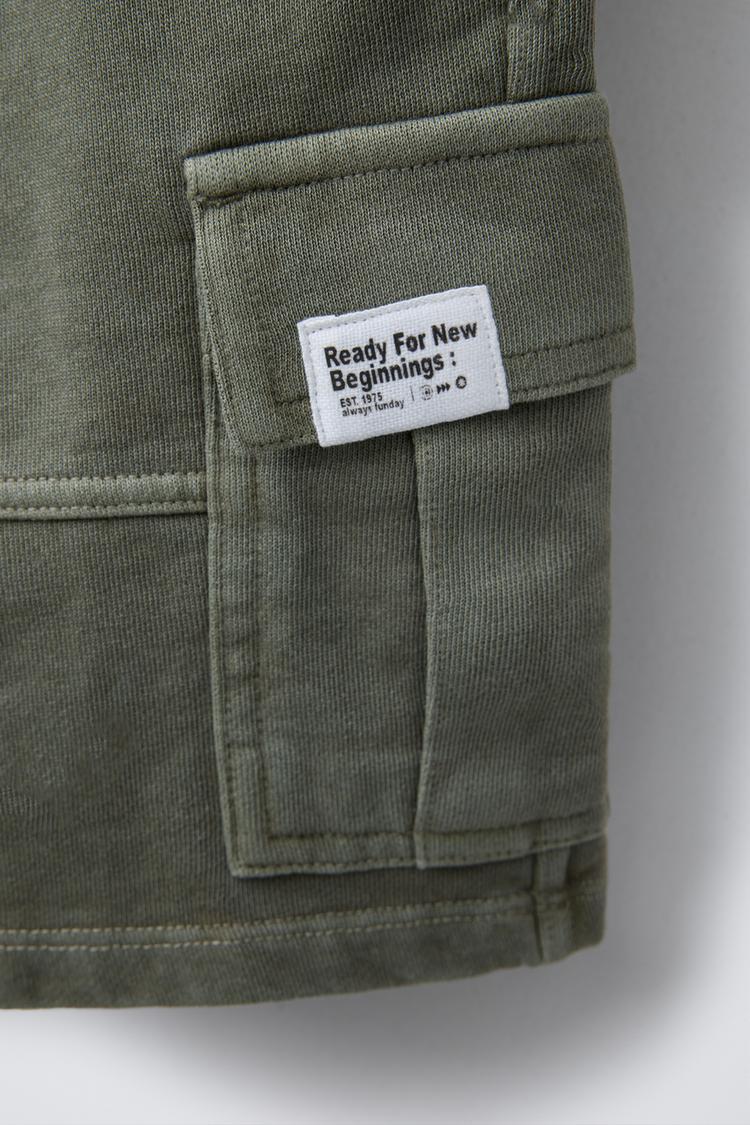 Ready For New
Beginnings :
EST. 1975
always funday